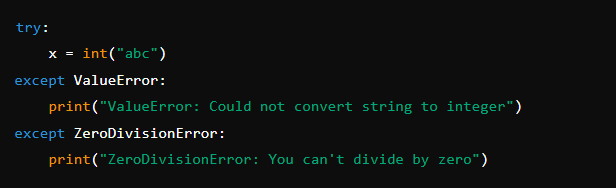 try:
    x = int("abc")
except ValueError:
    print("ValueError: Could not convert string to integer")
except ZeroDivisionError:
    print("ZeroDivisionError: You can't divide by zero")